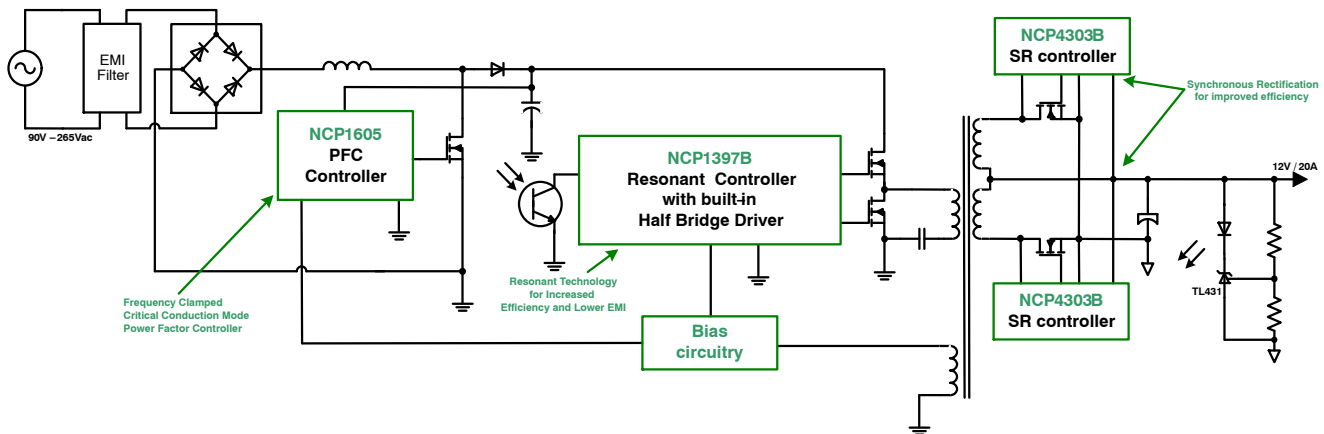 EMI
Filter
90V –265Vac
NCP1605
PFC
Controller
Frequency Clamped
Critical Conduction Mode
Power Factor Controller
NCP1397B
Resonant Controller
with built-in
Half Bridge Driver
Resonant Technology
for Increased
Efficiency and Lower EMI
Bias
circuitry
NCP4303B
SR controller
Synchronous Rectification
for improved efficiency
12V / 20A
TL431
NCP4303B
SR controller